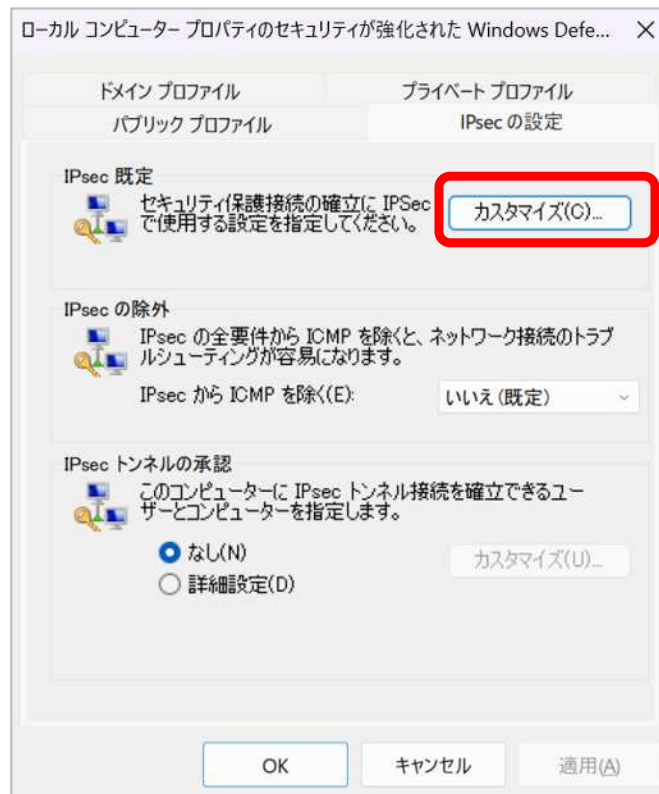 ローカル コンピューター プロパティのセキュリティが強化された Windows Defe...
ドメイン プロファイル
プライベート プロファイル
パブリック プロファイル
IPsec の設定
IPsec 既定
セキュリティ保護接続の確立に IPSec
で使用する設定を指定してください。
カスタマイズ(C)...
IPsec の除外
IPsec の全要件から ICMP を除くと、ネットワーク接続のトラブ
ルシューティングが容易になります。
IPsec から ICMP を除く(E):
いいえ (既定)
IPsec トンネルの承認
このコンピューターに IPsec トンネル接続を確立できるユー
ザーとコンピューターを指定します。
なし(N)
カスタマイズ(U)...
詳細設定(D)
OK
キャンセル
適用(A)